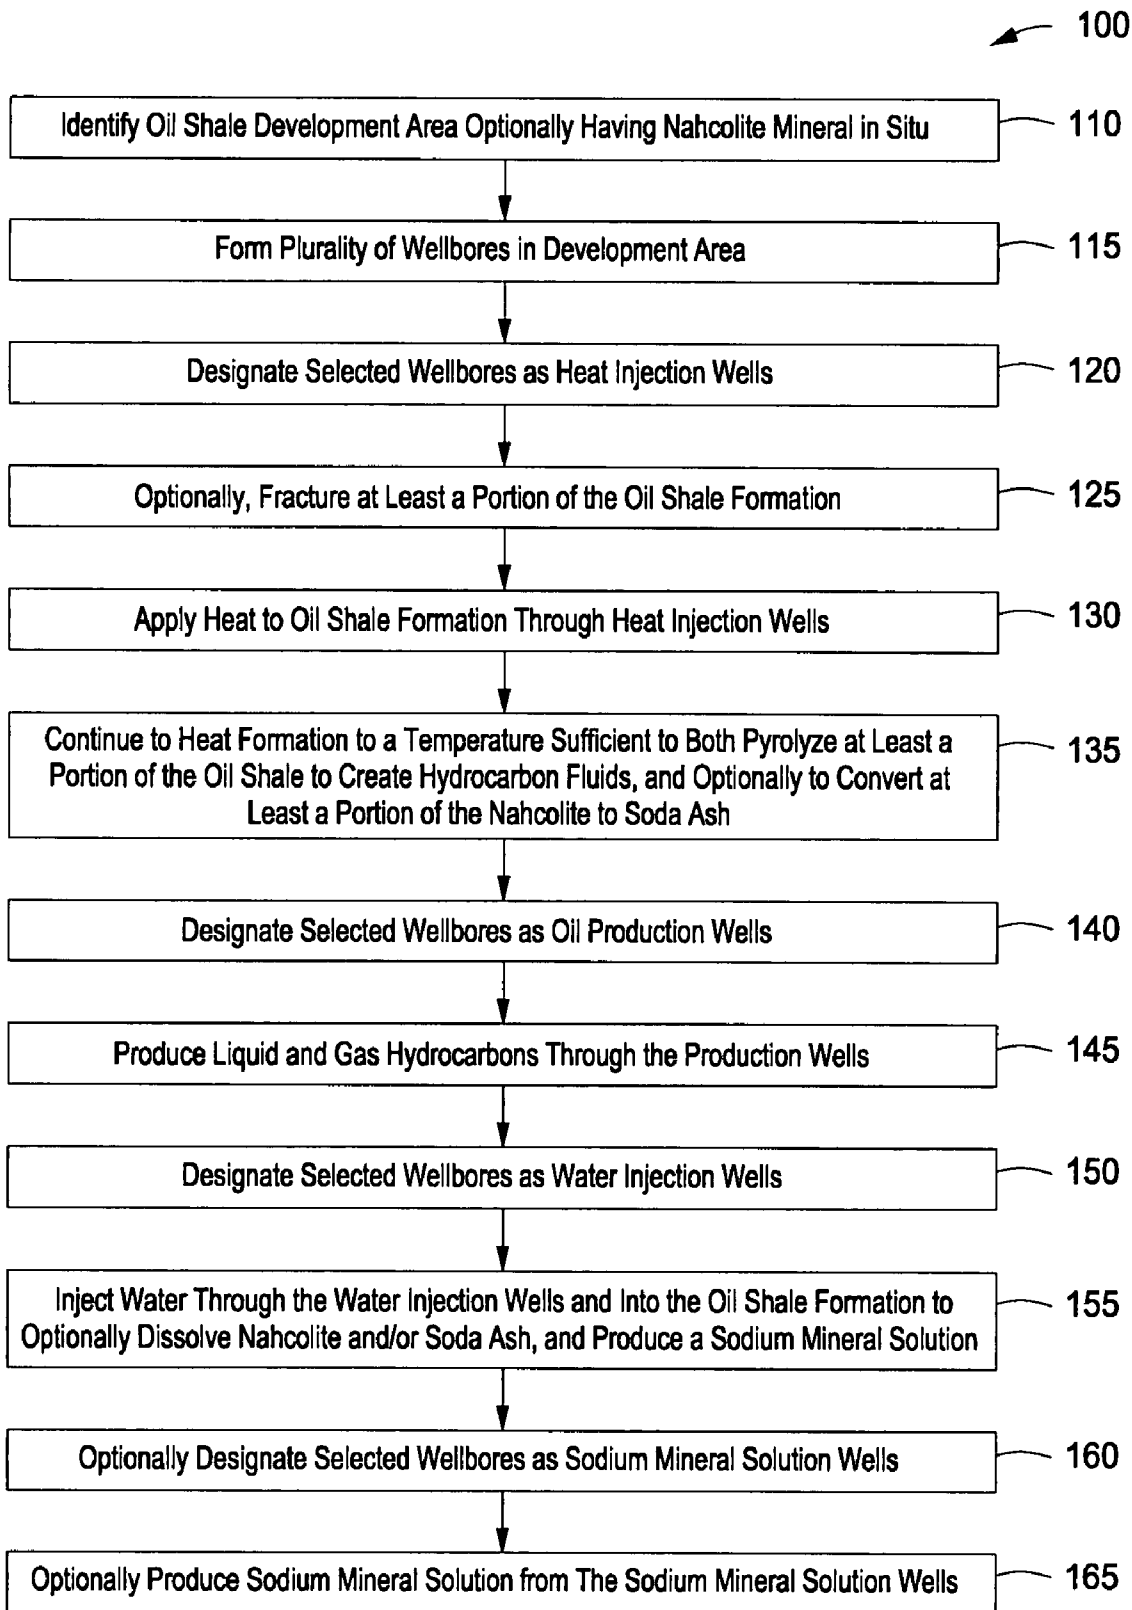 100
Identify Oil Shale Development Area Optionally Having Nahcolite Mineral in Situ
110
Form Plurality of Wellbores in Development Area
115
Designate Selected Wellbores as Heat Injection Wells
120
Optionally, Fracture at Least a Portion of the Oil Shale Formation
125
Apply Heat to Oil Shale Formation Through Heat Injection Wells
130
Continue to Heat Formation to a Temperature Sufficient to Both Pyrolyze at Least a
Portion of the Oil Shale to Create Hydrocarbon Fluids, and Optionally to Convert at
Least a Portion of the Nahcolite to Soda Ash
135
Designate Selected Wellbores as Oil Production Wells
140
Produce Liquid and Gas Hydrocarbons Through the Production Wells
145
Designate Selected Wellbores as Water Injection Wells
150
Inject Water Through the Water Injection Wells and Into the Oil Shale Formation to
Optionally Dissolve Nahcolite and/or Soda Ash, and Produce a Sodium Mineral Solution
155
Optionally Designate Selected Wellbores as Sodium Mineral Solution Wells
160
Optionally Produce Sodium Mineral Solution from The Sodium Mineral Solution Wells
165